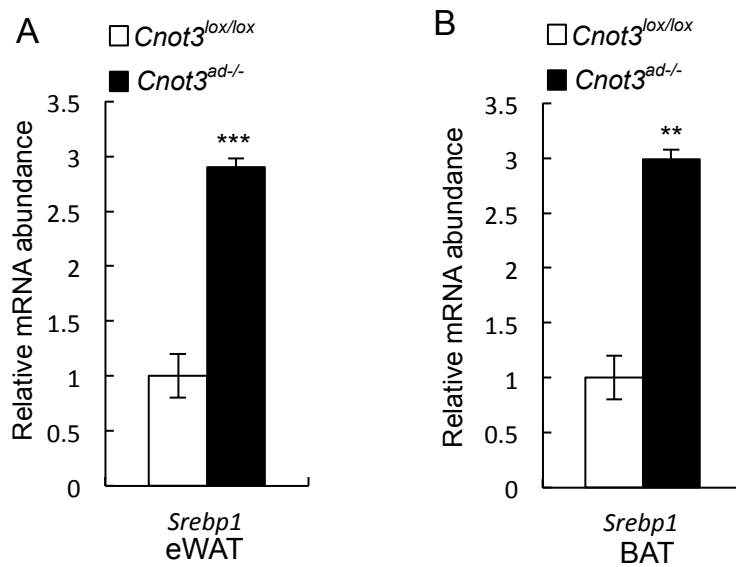 A
Cnot3lox/lox
Cnot3ad-/-
Relative mRNA abundance
3.5
3
2.5
2
1.5
1
0.5
0
***
Srebp1
eWAT
B
Cnot3lox/lox
Cnot3ad-/-
Relative mRNA abundance
3.5
3
2.5
2
1.5
1
0.5
0
**
Srebp1
BAT